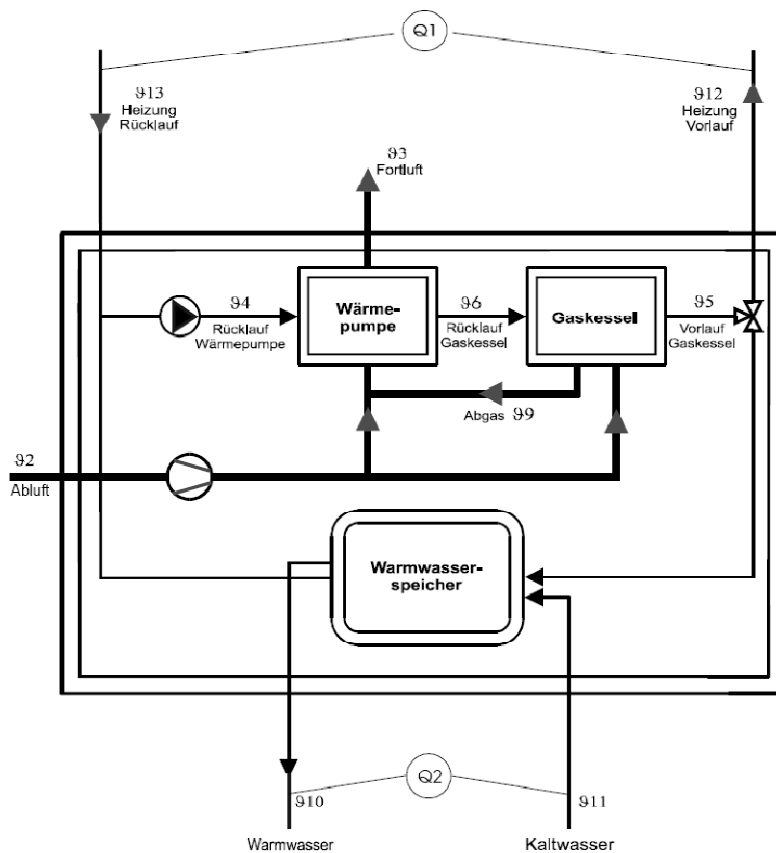 Q1
ϑ13
Heizung
Rücklauf
ϑ12
Heizung
Vorlauf
ϑ3
Fortluft
Wärme-
pumpe
Gaskessel
ϑ4
Rücklauf
Wärmepumpe
ϑ6
Rücklauf
Gaskessel
ϑ5
Vorlauf
Gaskessel
Abgas ϑ9
ϑ2
Abluft
Warmwasser-
speicher
Q2
ϑ10
ϑ11
Warmwasser
Kaltwasser